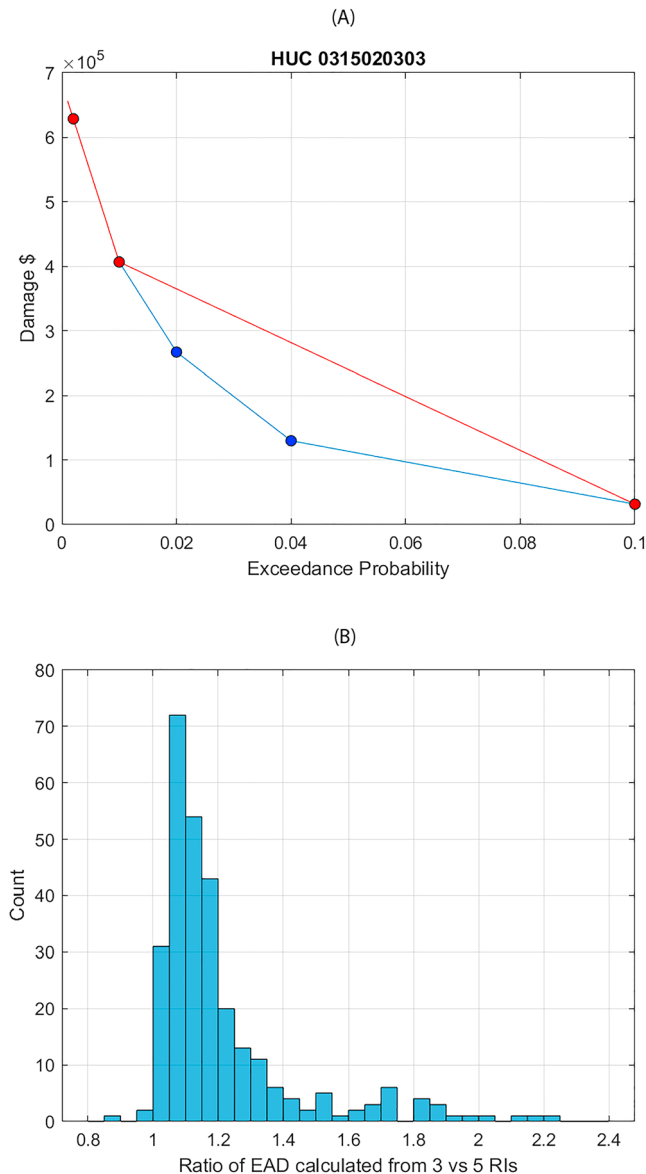 (A)
HUC 0315020303
×10⁵
7
6
5
4
3
2
1
0
Damage $
0 0.02 0.04 0.06 0.08 0.1
Exceedance Probability
(B)
80
70
60
50
40
30
20
10
0
Count
0.8 1 1.2 1.4 1.6 1.8 2 2.2 2.4
Ratio of EAD calculated from 3 vs 5 RIs